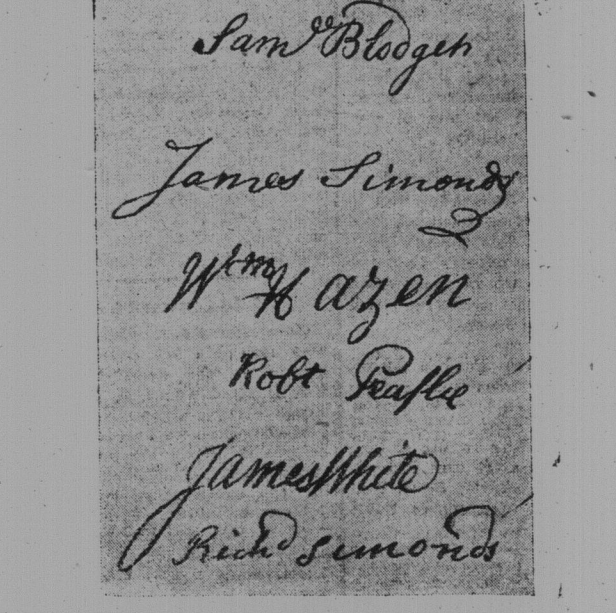 Saml Blodget
James Simonds
Wm Hazen
Robt Peaslie
James White
Richd Simonds